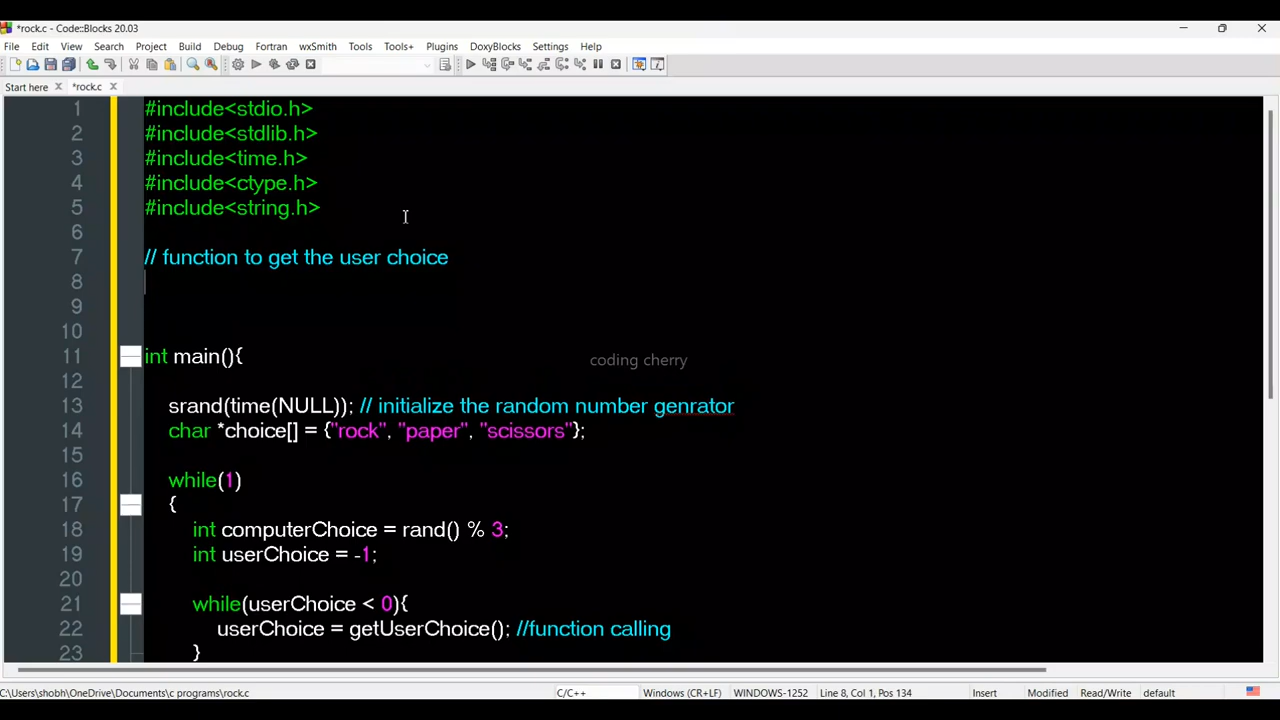 *rock.c - Code::Blocks 20.03
File Edit View Search Project Build Debug Fortran wxSmith Tools Tools+ Plugins DoxyBlocks Settings Help
Start here *rock.c
1 #include<stdio.h>
2 #include<stdlib.h>
3 #include<time.h>
4 #include<ctype.h>
5 #include<string.h>
6
7 // function to get the user choice
8
9
10
11 int main(){
coding cherry
12
13 srand(time(NULL)); // initialize the random number genrator
14 char *choice[] = {"rock", "paper", "scissors"};
15
16 while(1)
17 {
18 int computerChoice = rand() % 3;
19 int userChoice = -1;
20
21 while(userChoice < 0){
22 userChoice = getUserChoice(); //function calling
23 }
C:\Users\shobh\OneDrive\Documents\c programs\rock.c C/C++ Windows (CR+LF) WINDOWS-1252 Line 8, Col 1, Pos 134 Insert Modified Read/Write default